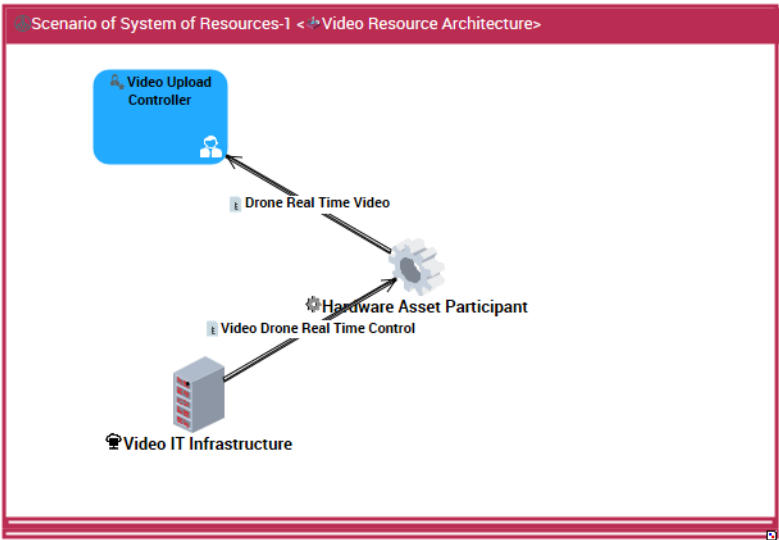 Scenario of System of Resources-1 < Video Resource Architecture>
Video Upload
Controller
Drone Real Time Video
Hardware Asset Participant
Video Drone Real Time Control
Video IT Infrastructure